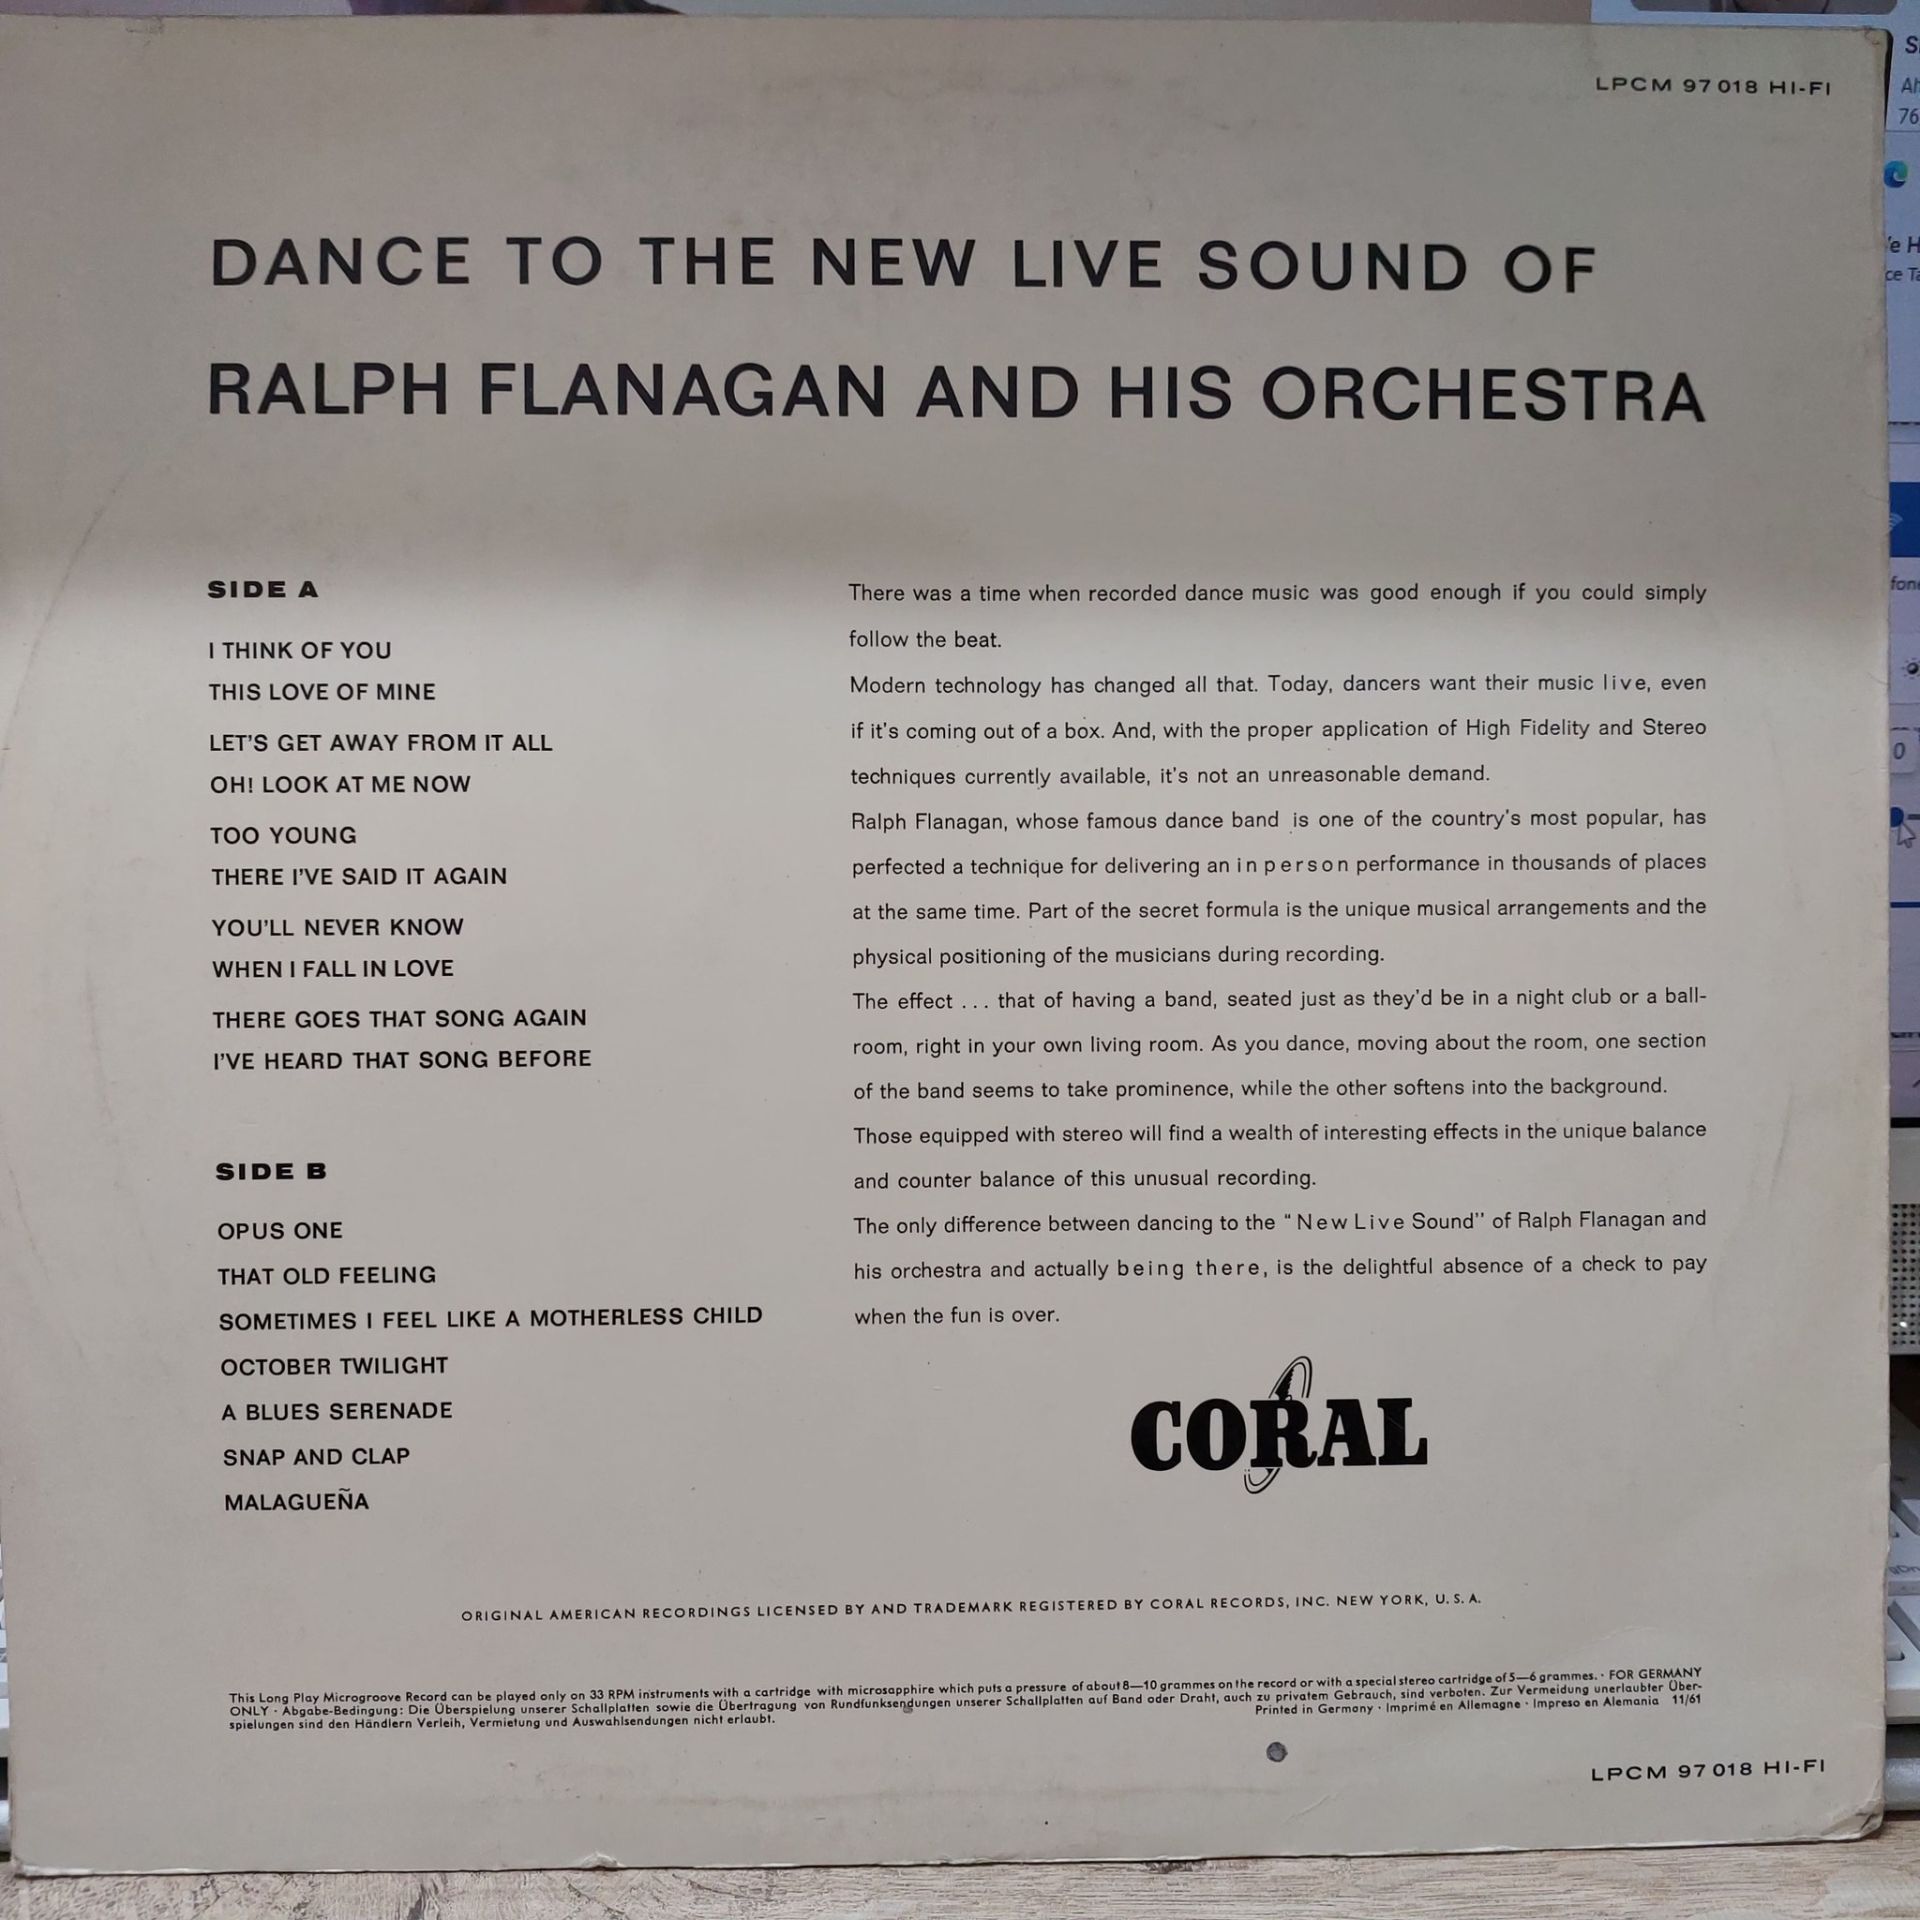 LPCM 97 018 HI-FI
DANCE TO THE NEW LIVE SOUND OF
RALPH FLANAGAN AND HIS ORCHESTRA
SIDE A
I THINK OF YOU
THIS LOVE OF MINE
LET'S GET AWAY FROM IT ALL
OH! LOOK AT ME NOW
TOO YOUNG
THERE I'VE SAID IT AGAIN
YOU'LL NEVER KNOW
WHEN I FALL IN LOVE
THERE GOES THAT SONG AGAIN
I'VE HEARD THAT SONG BEFORE
SIDE B
OPUS ONE
THAT OLD FEELING
SOMETIMES I FEEL LIKE A MOTHERLESS CHILD
OCTOBER TWILIGHT
A BLUES SERENADE
SNAP AND CLAP
MALAGUEÑA
There was a time when recorded dance music was good enough if you could simply
follow the beat.
Modern technology has changed all that. Today, dancers want their music live, even
if it's coming out of a box. And, with the proper application of High Fidelity and Stereo
techniques currently available, it's not an unreasonable demand.
Ralph Flanagan, whose famous dance band is one of the country's most popular, has
perfected a technique for delivering an in person performance in thousands of places
at the same time. Part of the secret formula is the unique musical arrangements and the
physical positioning of the musicians during recording.
The effect ... that of having a band, seated just as they'd be in a night club or a ball-
room, right in your own living room. As you dance, moving about the room, one section
of the band seems to take prominence, while the other softens into the background.
Those equipped with stereo will find a wealth of interesting effects in the unique balance
and counter balance of this unusual recording.
The only difference between dancing to the "New Live Sound" of Ralph Flanagan and
his orchestra and actually being there, is the delightful absence of a check to pay
when the fun is over.
CORAL
ORIGINAL AMERICAN RECORDINGS LICENSED BY AND TRADEMARK REGISTERED BY CORAL RECORDS, INC. NEW YORK, U.S.A.
This Long Play Microgroove Record can be played only on 33 RPM instruments with a cartridge with microsapphire which puts a pressure of about 8—10 grammes on the record or with a special stereo cartridge of 5—6 grammes. · FOR GERMANY
ONLY · Abgabe-Bedingung: Die Überspielung unserer Schallplatten sowie die Übertragung von Rundfunksendungen unserer Schallplatten auf Band oder Draht, auch zu privatem Gebrauch, sind verboten. Zur Vermeidung unerlaubter Über-
spielungen sind den Händlern Verleih, Vermietung und Auswahlsendungen nicht erlaubt.
Printed in Germany · Imprimé en Allemagne · Impreso en Alemania 11/61
LPCM 97 018 HI-FI